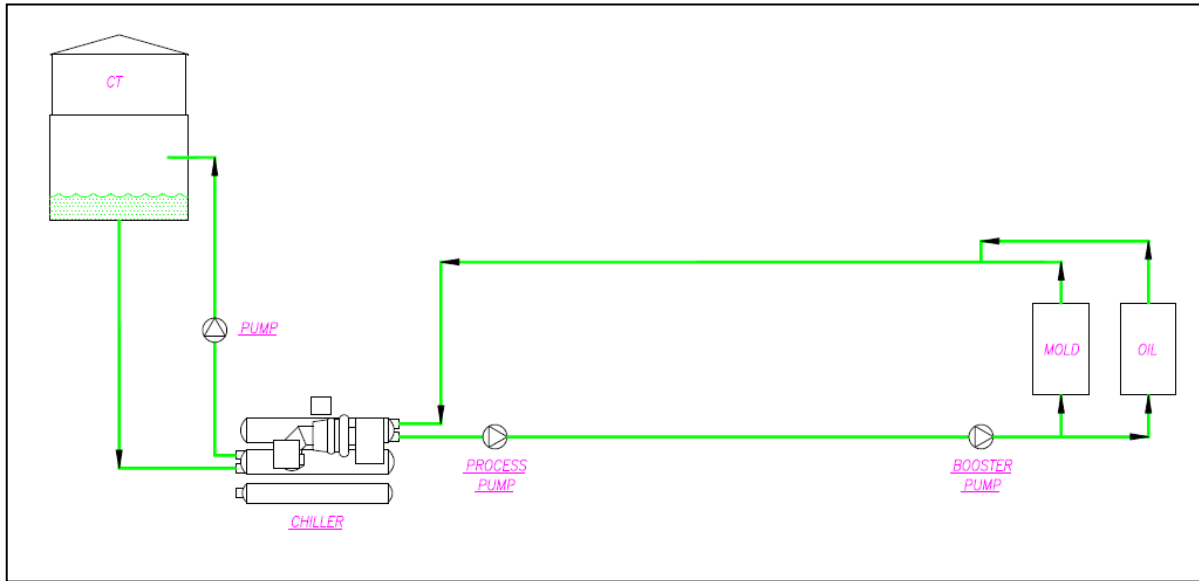 CT
PUMP
MOLD
OIL
PROCESS
PUMP
BOOSTER
PUMP
CHILLER